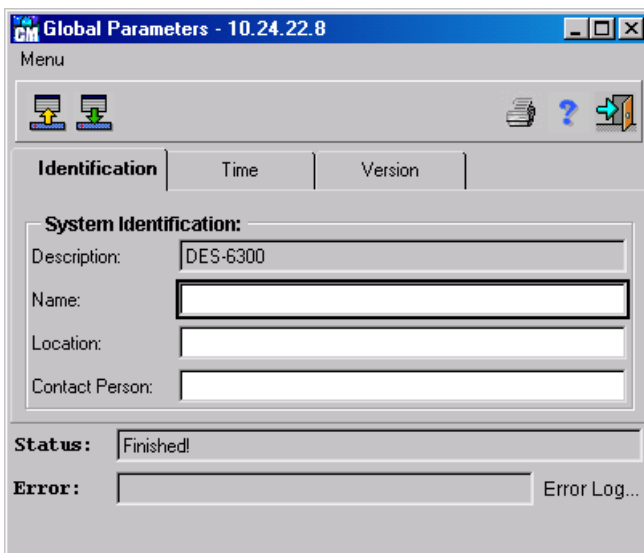 GM Global Parameters - 10.24.22.8
Menu
?
Identification Time Version
System Identification:
Description: DES-6300
Name:
Location:
Contact Person:
Status: Finished!
Error: Error Log...